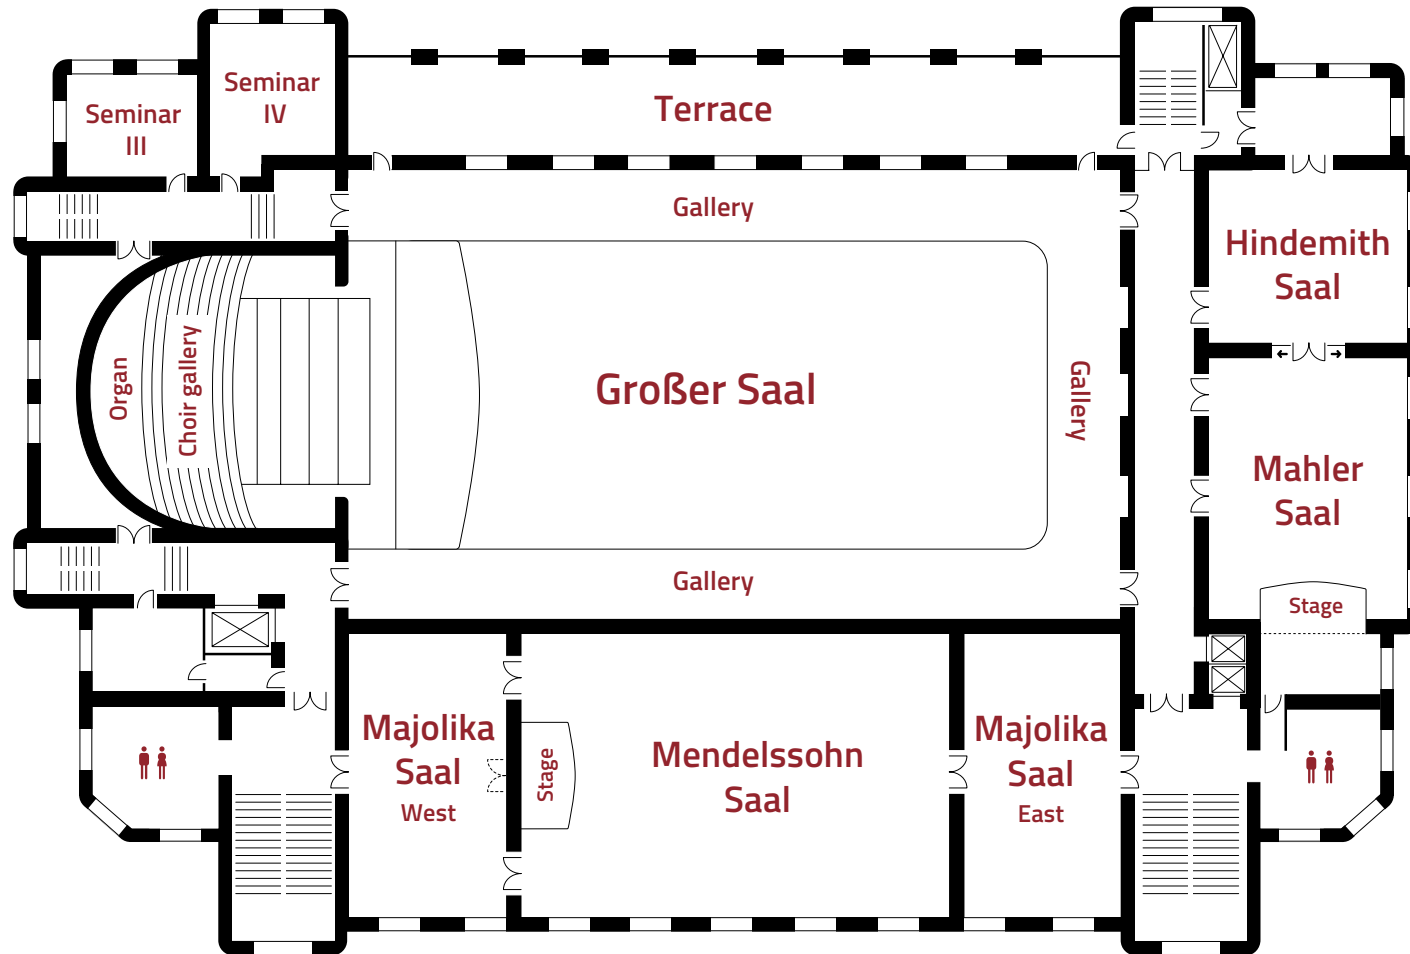 Seminar
III
Seminar
IV
Terrace
Gallery
Hindemith
Saal
Organ
Choir gallery
Großer Saal
Gallery
Mahler
Saal
Gallery
Stage
Majolika
Saal
West
Stage
Mendelssohn
Saal
Majolika
Saal
East